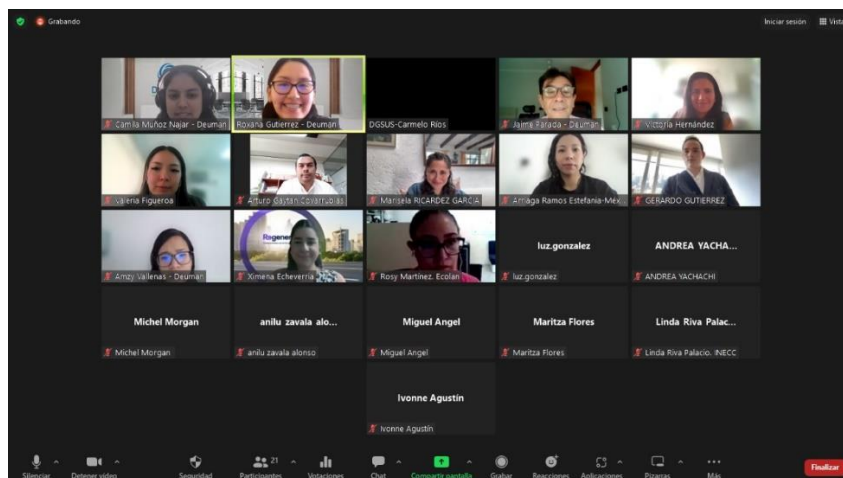 Grabando
Iniciar sesión
Vista
Camila Muñoz Najar - Deuman
Roxana Gutierrez - Deuman
DGSUS-Carmelo Ríos
Jaime Parada - Deuman
Victoria Hernández
Valeria Figueroa
Arturo Gaytan Covarrubias
Marisela RICARDEZ GARCIA
Arriaga Ramos Estefania-Méx...
GERARDO GUTIERREZ
Amzy Vallenas - Deuman
Ragener
Ximena Echeverria
Rosy Martínez. Ecolan
luz.gonzalez
luz.gonzalez
ANDREA YACHA...
ANDREA YACHACHI
Michel Morgan
anilu zavala alo...
Miguel Angel
Maritza Flores
Linda Riva Palac...
Michel Morgan
anilu zavala alonso
Miguel Angel
Maritza Flores
Linda Riva Palacio. INECC
Ivonne Agustín
Ivonne Agustín
Silenciar
Detener video
Seguridad
Participantes
21
Votaciones
Chat
Compartir pantalla
Grabar
Reacciones
Aplicaciones
Pizarras
Más
Finalizar